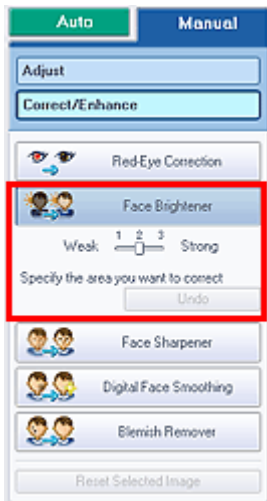 Auto Manual
Adjust
Correct/Enhance
Red-Eye Correction
Face Brightener
1 2 3
Weak Strong
Specify the area you want to correct
Undo
Face Sharpener
Digital Face Smoothing
Blemish Remover
Reset Selected Image